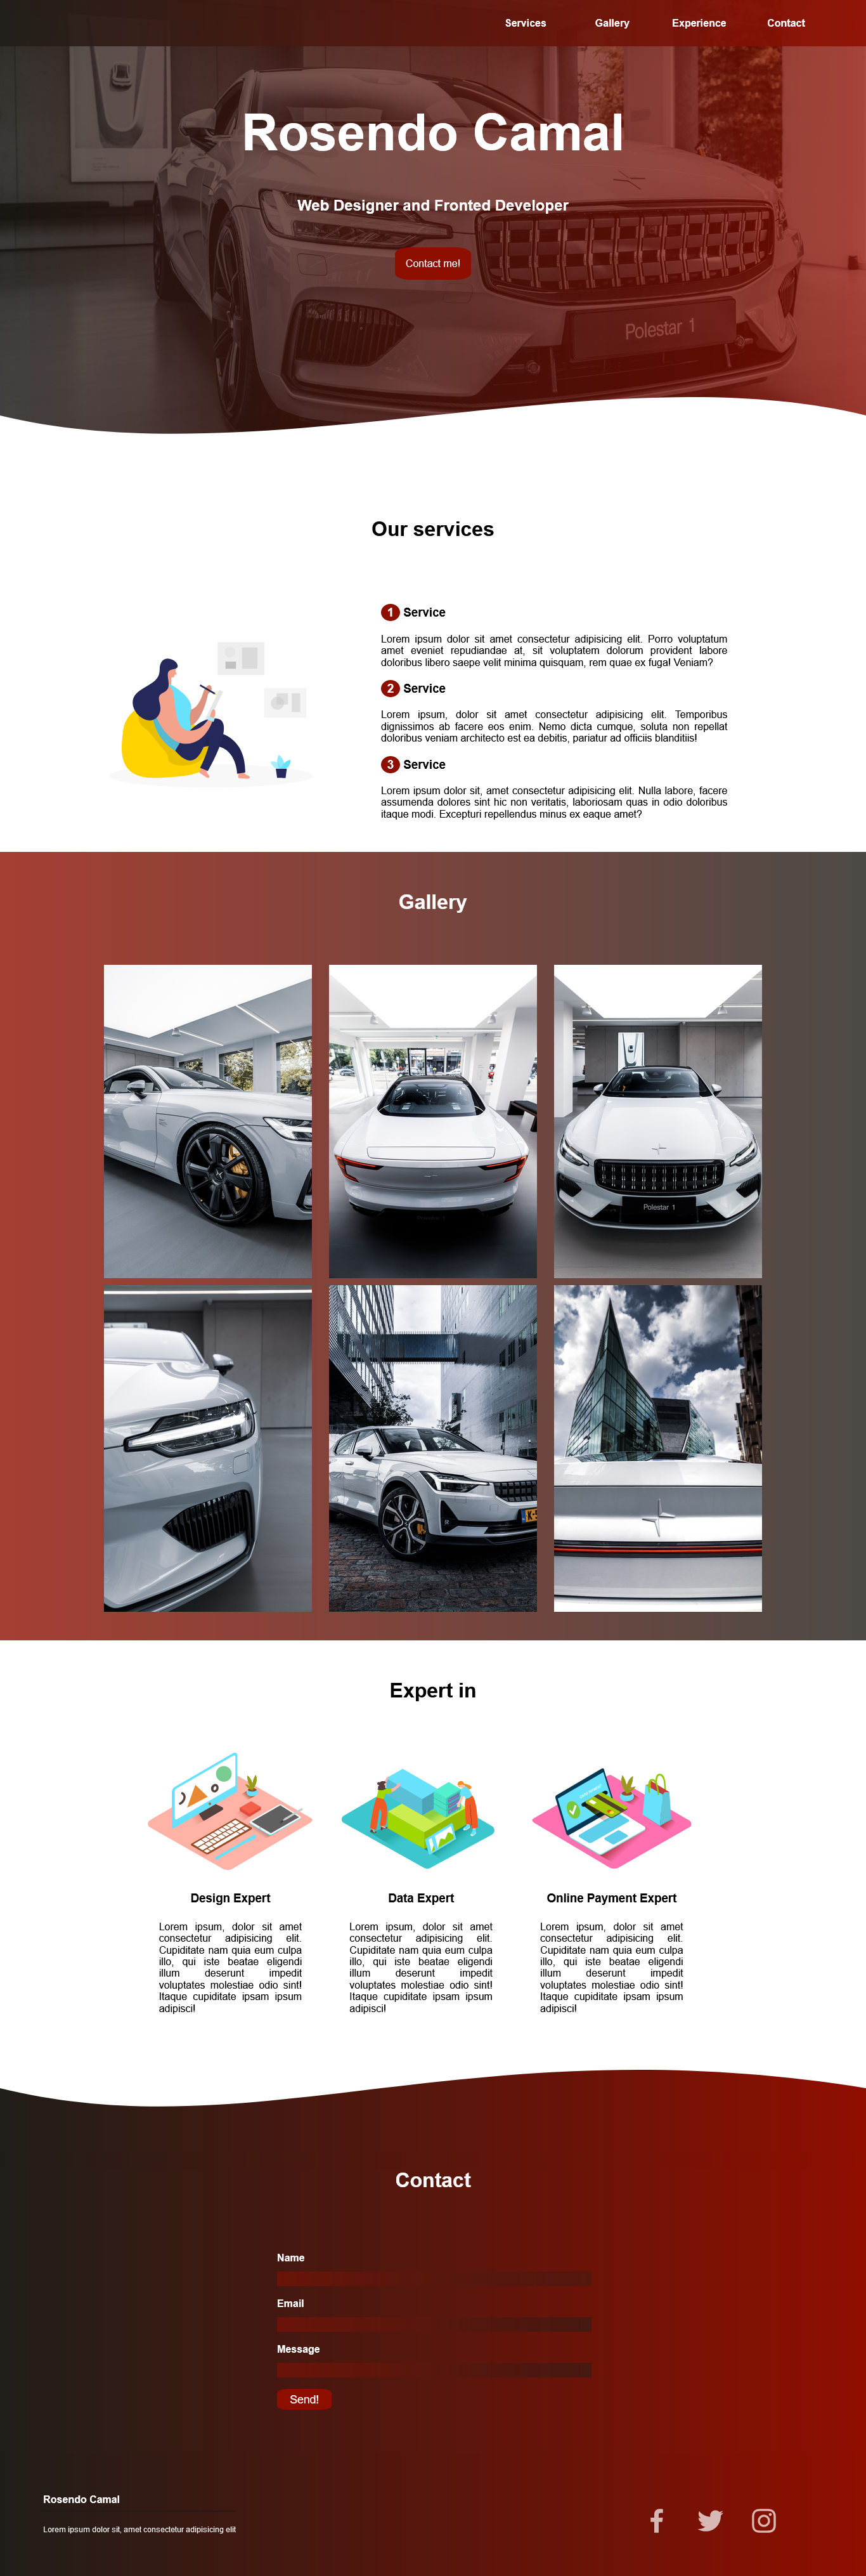 Services Gallery Experience Contact
Rosendo Camal
Web Designer and Fronted Developer
Contact me!
Polestar 1
Our services
1 Service
Lorem ipsum dolor sit amet consectetur adipisicing elit. Porro voluptatum
amet eveniet repudiandae at, sit voluptatem dolorum provident labore
doloribus libero saepe velit minima quisquam, rem quae ex fuga! Veniam?
2 Service
Lorem ipsum, dolor sit amet consectetur adipisicing elit. Temporibus
dignissimos ab facere eos enim. Nemo dicta cumque, soluta non repellat
doloribus veniam architecto est ea debitis, pariatur ad officiis blanditiis!
3 Service
Lorem ipsum dolor sit, amet consectetur adipisicing elit. Nulla labore, facere
assumenda dolores sint hic non veritatis, laboriosam quas in odio doloribus
itaque modi. Excepturi repellendus minus ex eaque amet?
Gallery
Polestar 1
Polestar 1
Expert in
Design Expert
Lorem ipsum, dolor sit amet
consectetur adipisicing elit.
Cupiditate nam quia eum culpa
illo, qui iste beatae eligendi
illum deserunt impedit
voluptates molestiae odio sint!
Itaque cupiditate ipsam ipsum
adipisci!
Data Expert
Lorem ipsum, dolor sit amet
consectetur adipisicing elit.
Cupiditate nam quia eum culpa
illo, qui iste beatae eligendi
illum deserunt impedit
voluptates molestiae odio sint!
Itaque cupiditate ipsam ipsum
adipisci!
Online Payment Expert
Lorem ipsum, dolor sit amet
consectetur adipisicing elit.
Cupiditate nam quia eum culpa
illo, qui iste beatae eligendi
illum deserunt impedit
voluptates molestiae odio sint!
Itaque cupiditate ipsam ipsum
adipisci!
Contact
Name
Email
Message
Send!
Rosendo Camal
Lorem ipsum dolor sit, amet consectetur adipisicing elit